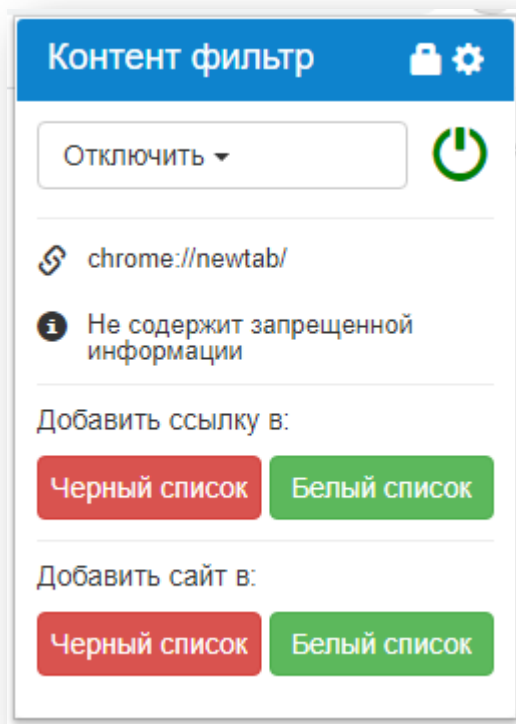 Контент фильтр
Отключить
chrome://newtab/
Не содержит запрещенной
информации
Добавить ссылку в:
Черный список Белый список
Добавить сайт в:
Черный список Белый список